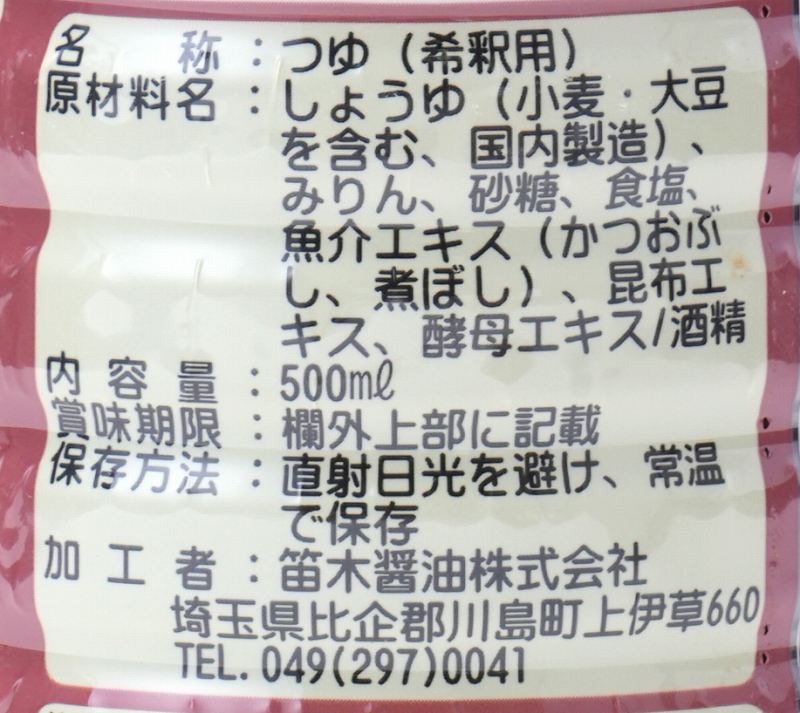 名称：つゆ（希釈用）
原材料名：しょうゆ（小麦・大豆
を含む、国内製造）、
みりん、砂糖、食塩、
魚介エキス（かつおぶ
し、煮ぼし）、昆布エ
キス、酵母エキス/酒精
内容量：500mℓ
賞味期限：欄外上部に記載
保存方法：直射日光を避け、常温
で保存
加工者：笛木醤油株式会社
埼玉県比企郡川島町上伊草660
TEL.049(297)0041